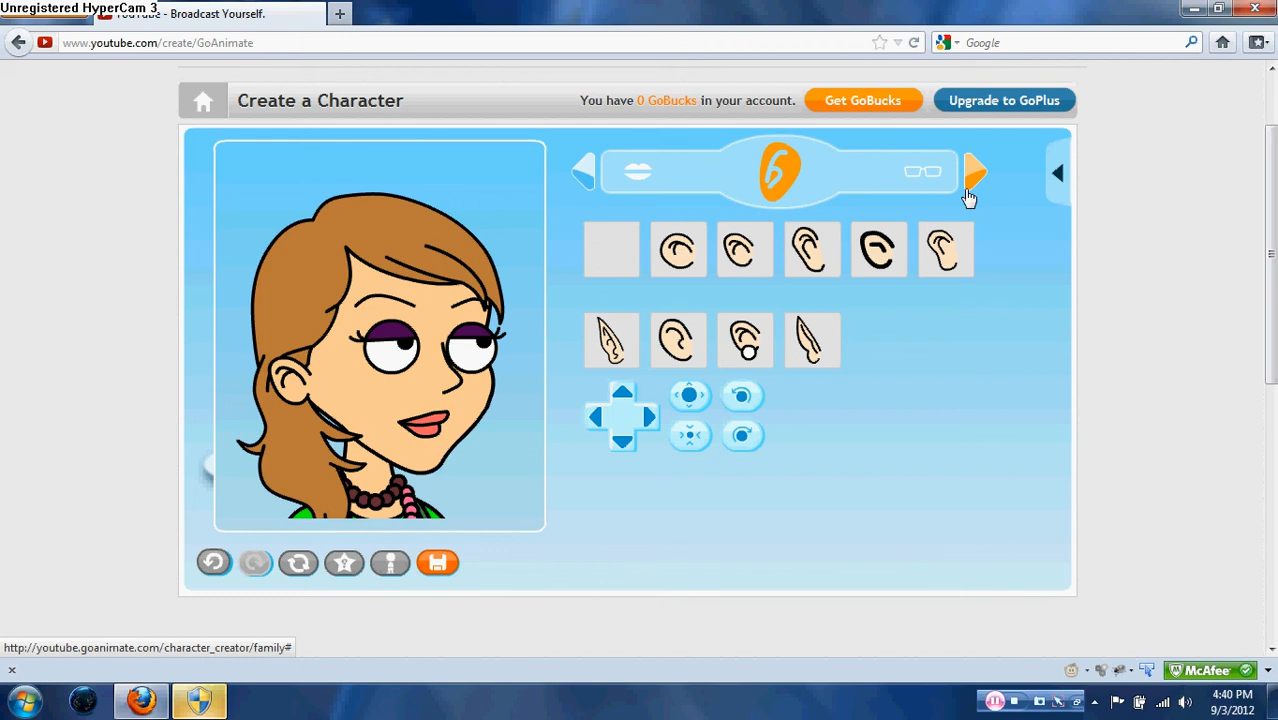 Unregistered HyperCam 3
YouTube - Broadcast Yourself.
www.youtube.com/create/GoAnimate
Google
Create a Character
You have 0 GoBucks in your account.
Get GoBucks
Upgrade to GoPlus
http://youtube.goanimate.com/character_creator/family#
McAfee
4:40 PM
9/3/2012